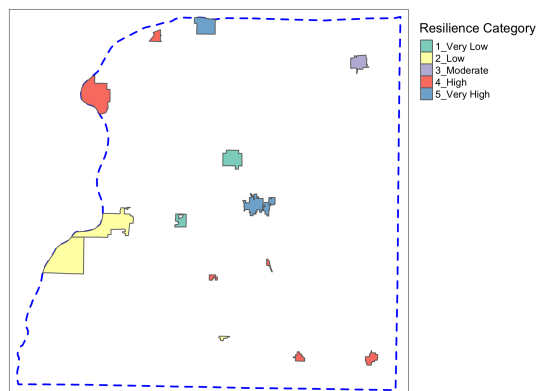 Resilience Category
1_Very Low
2_Low
3_Moderate
4_High
5_Very High